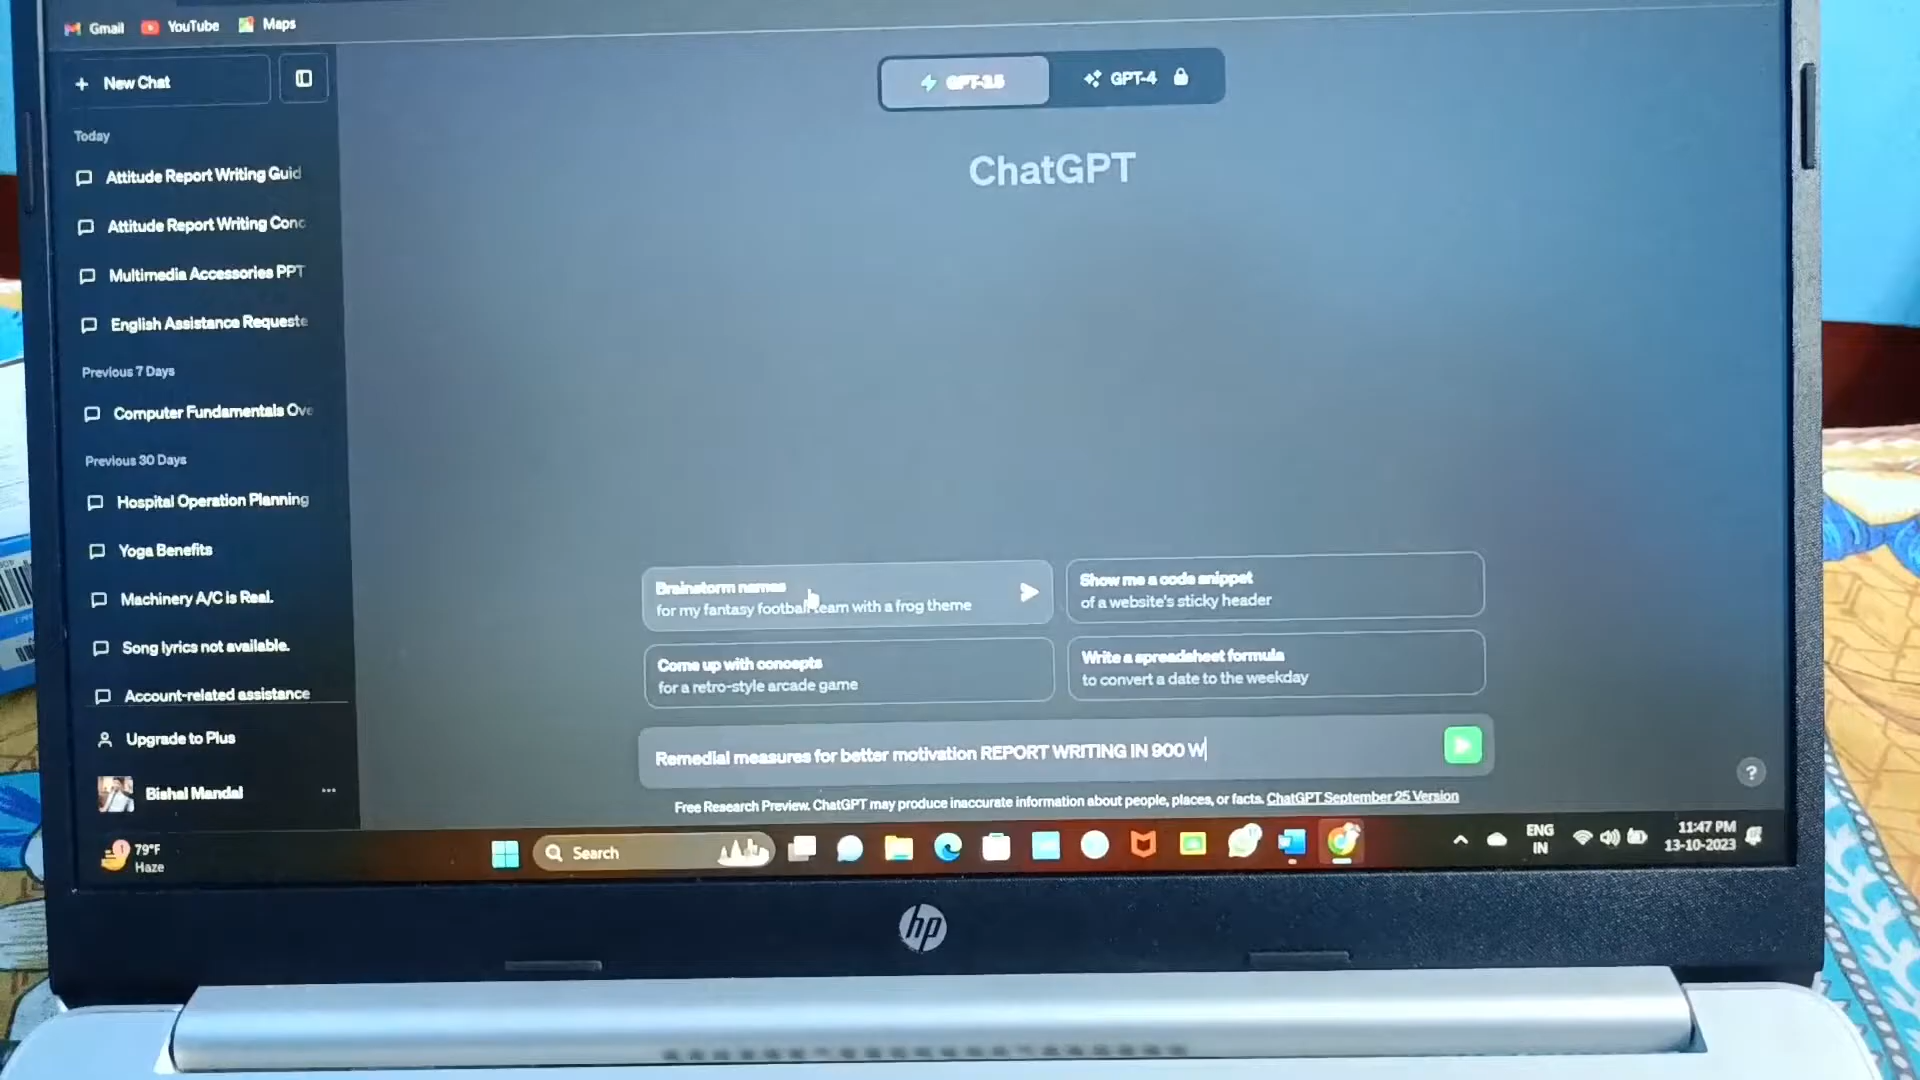 Gmail YouTube Maps
New Chat
GPT-3.5 GPT-4
Today
ChatGPT
Attitude Report Writing Guid
Attitude Report Writing Conc
Multimedia Accessories PPT
English Assistance Requeste
Previous 7 Days
Computer Fundamentals Ove
Previous 30 Days
Hospital Operation Planning
Yoga Benefits
Machinery A/C is Real.
Song lyrics not available.
Account-related assistance
Upgrade to Plus
Bishal Mandal
Brainstorm names
for my fantasy football team with a frog theme
Show me a code snippet
of a website's sticky header
Come up with concepts
for a retro-style arcade game
Write a spreadsheet formula
to convert a date to the weekday
Remedial measures for better motivation REPORT WRITING IN 900 W
?
Free Research Preview. ChatGPT may produce inaccurate information about people, places, or facts. ChatGPT September 25 Version
1
79°F
Haze
Search
ENG
IN
11:47 PM
13-10-2023
hp